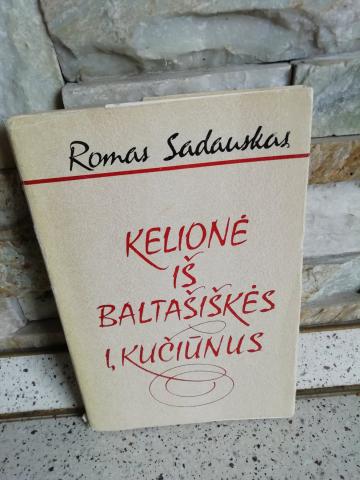 Romas Sadauskas
KELIONĖ
IŠ
BALTAŠIŠKĖS
Į KUČIŪNUS